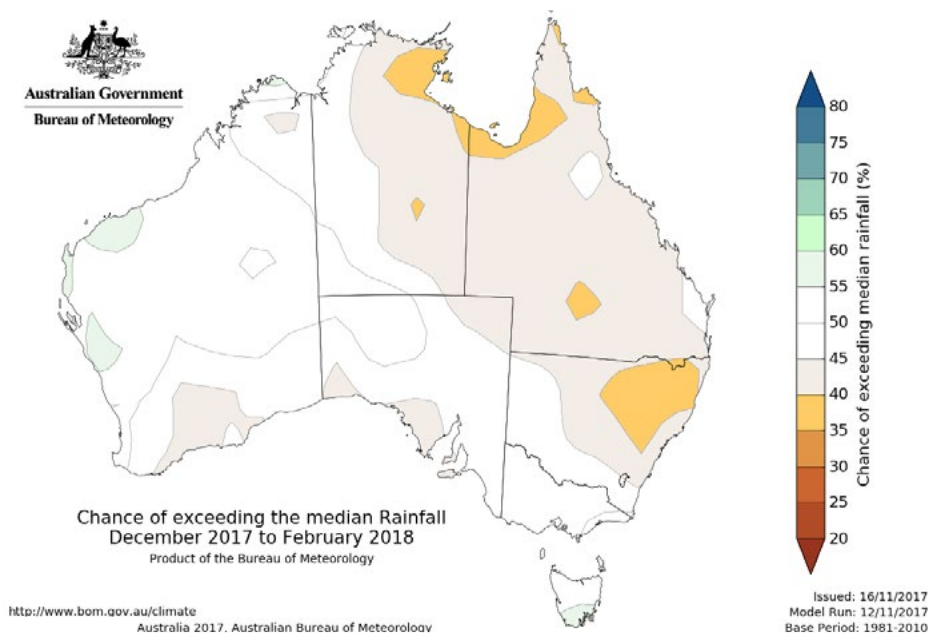 Australian Government
Bureau of Meteorology
80
75
70
65
60
55
50
45
40
35
30
25
20
Chance of exceeding median rainfall (%)
Chance of exceeding the median Rainfall
December 2017 to February 2018
Product of the Bureau of Meteorology
http://www.bom.gov.au/climate
Australia 2017, Australian Bureau of Meteorology
Issued: 16/11/2017
Model Run: 12/11/2017
Base Period: 1981-2010